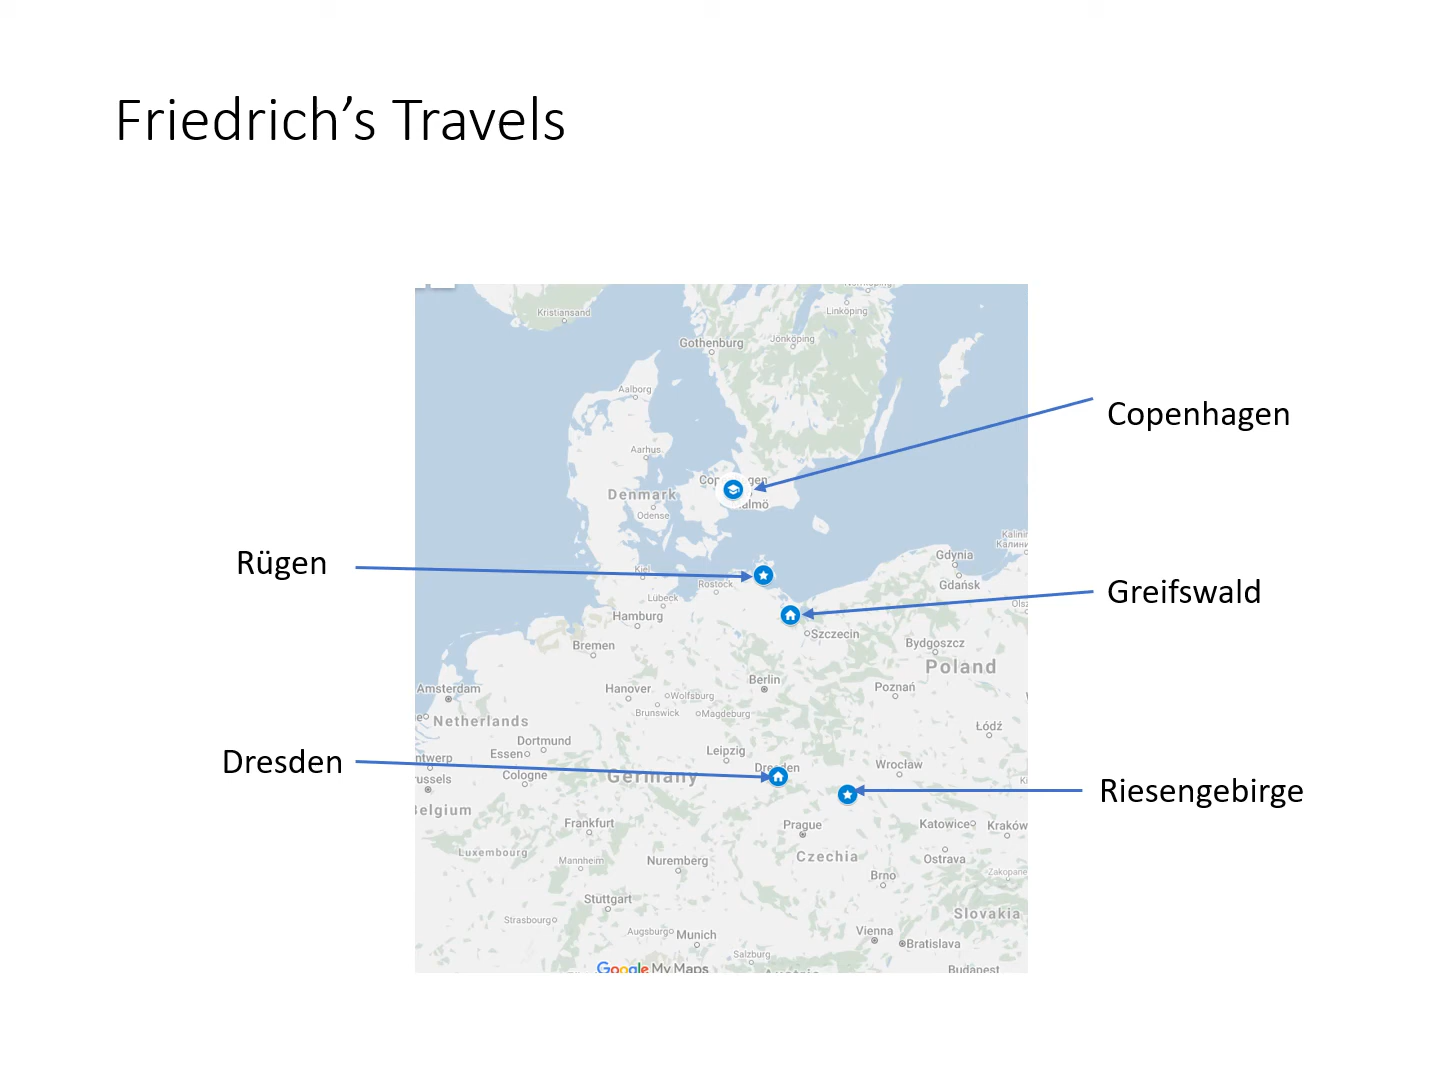 Friedrich's Travels
Kristiansand
Linköping
Gothenburg
Jönköping
Aalborg
Copenhagen
Aarhus
Denmark
Odense
Rügen
Kiel
Rostock
Gdynia
Gdańsk
Greifswald
Lübeck
Hamburg
Szczecin
Bremen
Bydgoszcz
Poland
Amsterdam
Hanover
Wolfsburg
Berlin
Poznań
Netherlands
Brunswick
Magdeburg
Łódź
Dortmund
Essen
Leipzig
Dresden
Cologne
Germany
Wrocław
Riesengebirge
Frankfurt
Prague
Katowice
Kraków
Luxembourg
Mannheim
Nuremberg
Czechia
Ostrava
Brno
Zakopane
Stuttgart
Slovakia
Strasbourg
Augsburg
Munich
Vienna
Bratislava
Salzburg
Google My Maps
Budapest